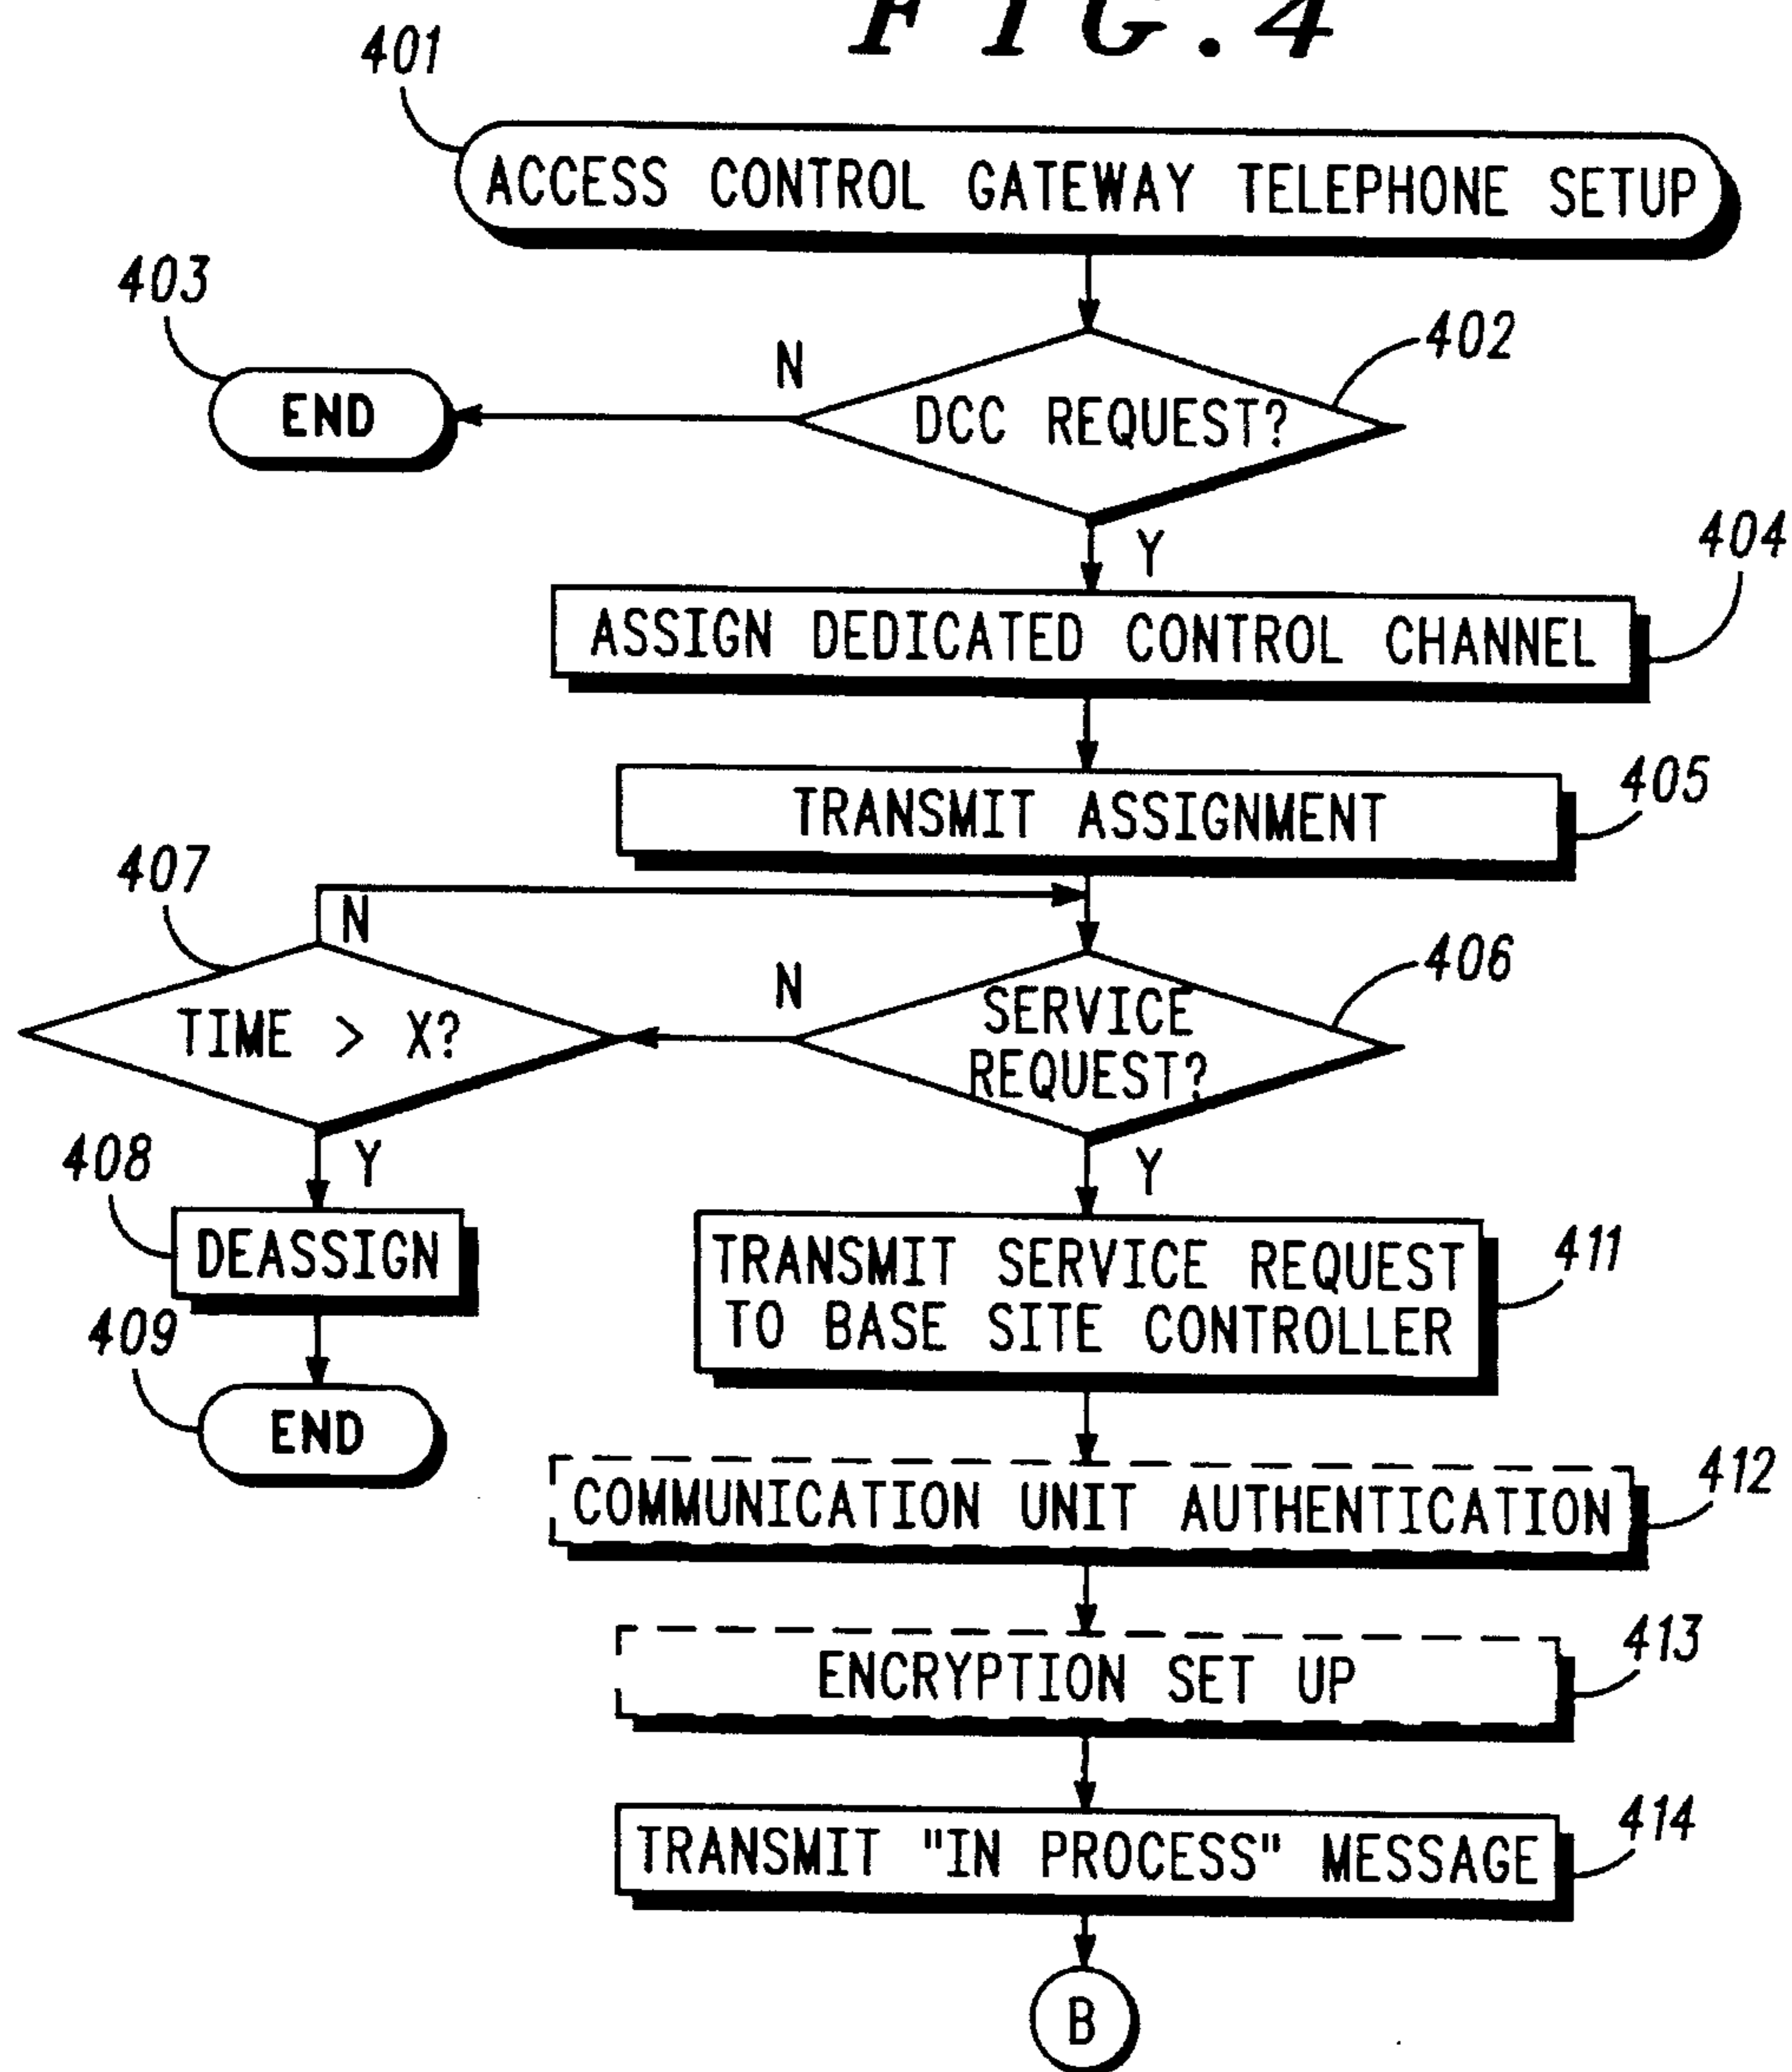 FIG.4
401
ACCESS CONTROL GATEWAY TELEPHONE SETUP
403
402
N
END
DCC REQUEST?
Y
404
ASSIGN DEDICATED CONTROL CHANNEL
405
TRANSMIT ASSIGNMENT
407
N
406
N
TIME > X?
SERVICE
REQUEST?
408
Y
Y
DEASSIGN
411
TRANSMIT SERVICE REQUEST
TO BASE SITE CONTROLLER
409
END
412
COMMUNICATION UNIT AUTHENTICATION
413
ENCRYPTION SET UP
414
TRANSMIT "IN PROCESS" MESSAGE
B